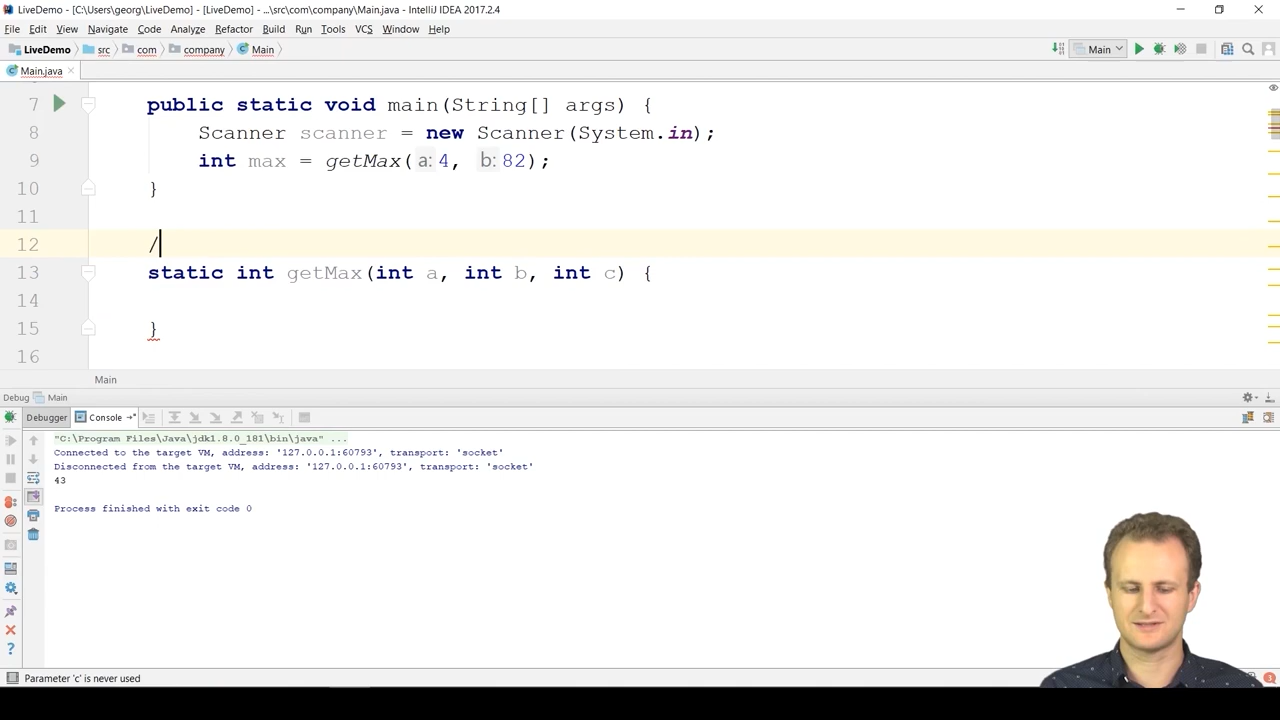 LiveDemo - [C:\Users\georg\LiveDemo] - [LiveDemo] - ...\src\com\company\Main.java - IntelliJ IDEA 2017.2.4
File Edit View Navigate Code Analyze Refactor Build Run Tools VCS Window Help
LiveDemo src com company Main Main
Main.java
7 public static void main(String[] args) {
8 Scanner scanner = new Scanner(System.in);
9 int max = getMax( a: 4, b: 82);
10 }
11
12 /
13 static int getMax(int a, int b, int c) {
14
15 }
16
Main
Debug Main
Debugger Console
"C:\Program Files\Java\jdk1.8.0_181\bin\java" ...
Connected to the target VM, address: '127.0.0.1:60793', transport: 'socket'
Disconnected from the target VM, address: '127.0.0.1:60793', transport: 'socket'
43
Process finished with exit code 0
Parameter 'c' is never used